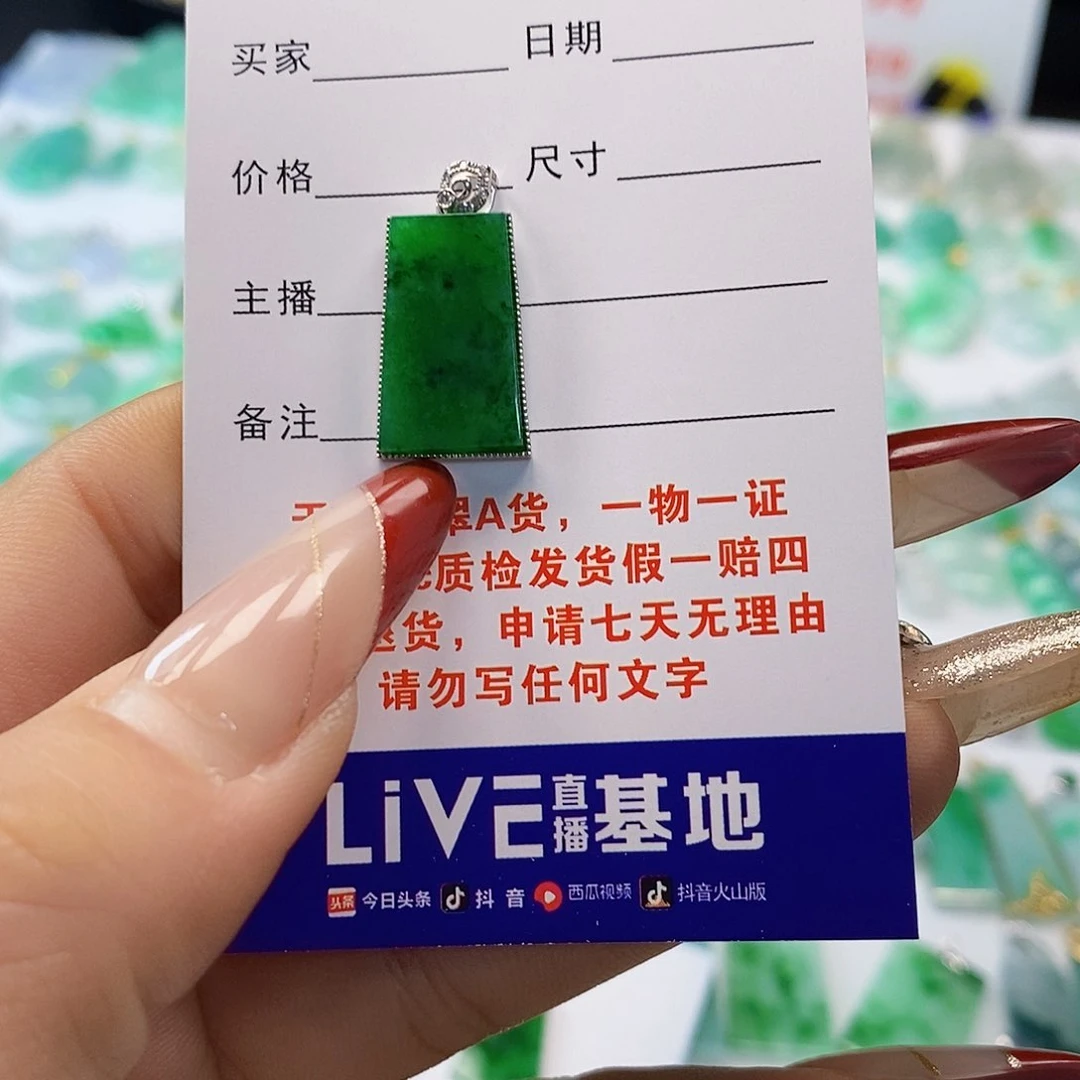 买家 日期
价格 尺寸
主播
备注
A货，一物一证
质检发货假一赔四
退货，申请七天无理由
请勿写任何文字
LiVE直播基地
头条 今日头条 抖音 西瓜视频 抖音火山版